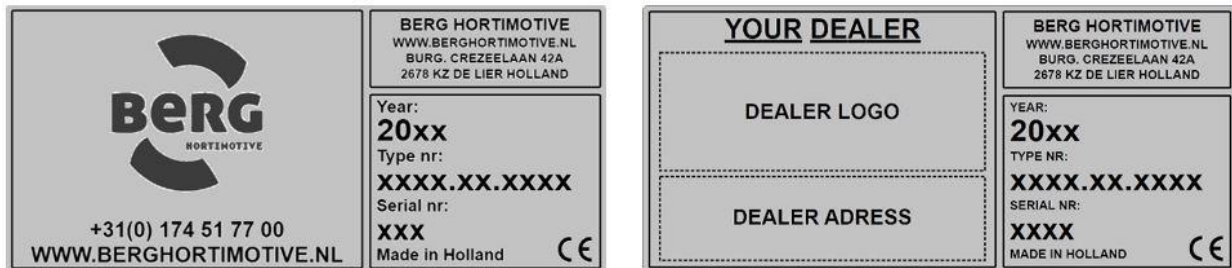 BERG
HORTIMOTIVE
+31(0) 174 51 77 00
WWW.BERGHORTIMOTIVE.NL
BERG HORTIMOTIVE
WWW.BERGHORTIMOTIVE.NL
BURG. CREZEELAAN 42A
2678 KZ DE LIER HOLLAND
Year:
20xx
Type nr:
xxxx.xx.xxxx
Serial nr:
xxx
Made in Holland
CE
YOUR DEALER
DEALER LOGO
DEALER ADRESS
BERG HORTIMOTIVE
WWW.BERGHORTIMOTIVE.NL
BURG. CREZEELAAN 42A
2678 KZ DE LIER HOLLAND
YEAR:
20xx
TYPE NR:
xxxx.xx.xxxx
SERIAL NR:
xxxx
MADE IN HOLLAND
CE